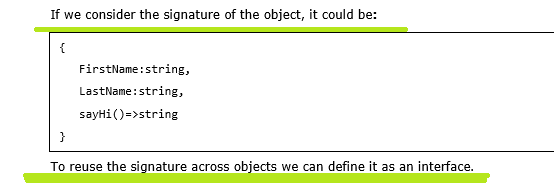 If we consider the signature of the object, it could be:
{
FirstName:string,
LastName:string,
sayHi()=>string
}
To reuse the signature across objects we can define it as an interface.